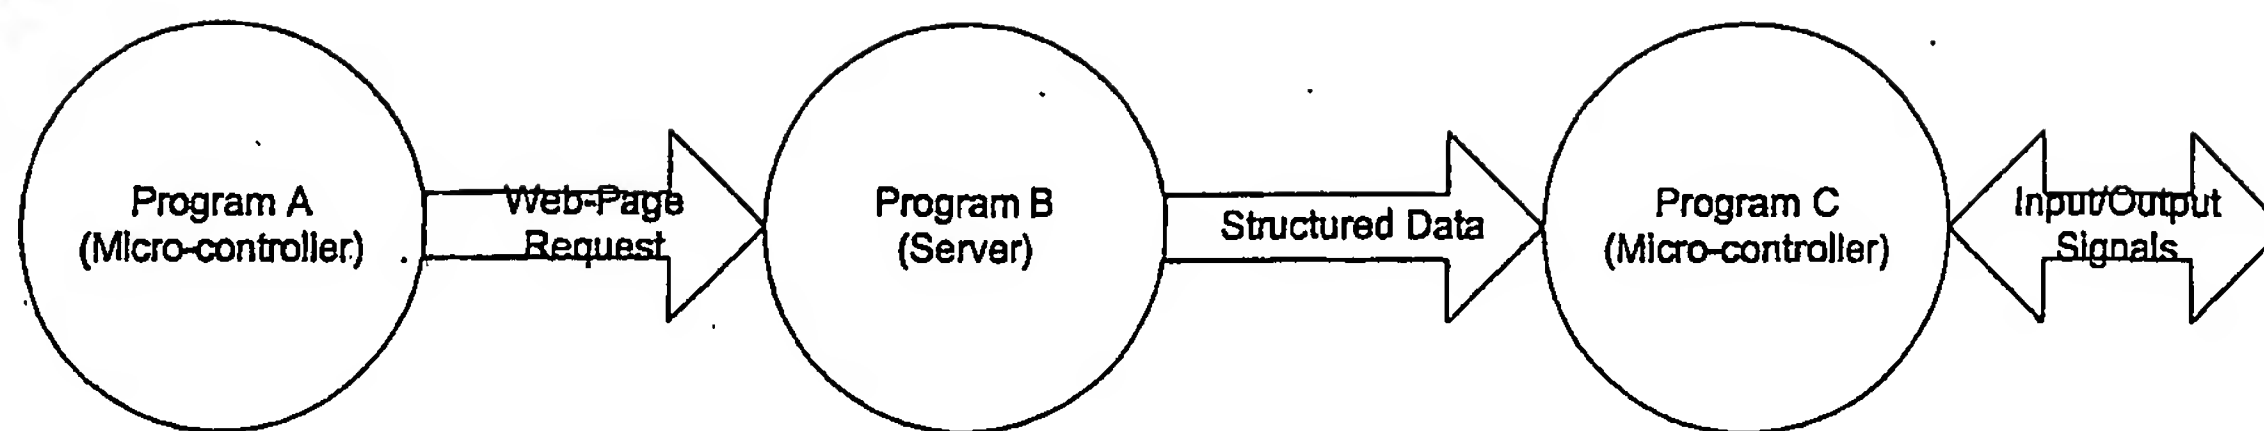 Program A
(Micro-controller)
Web-Page
Request
Program B
(Server)
Structured Data
Program C
(Micro-controller)
Input/Output
Signals